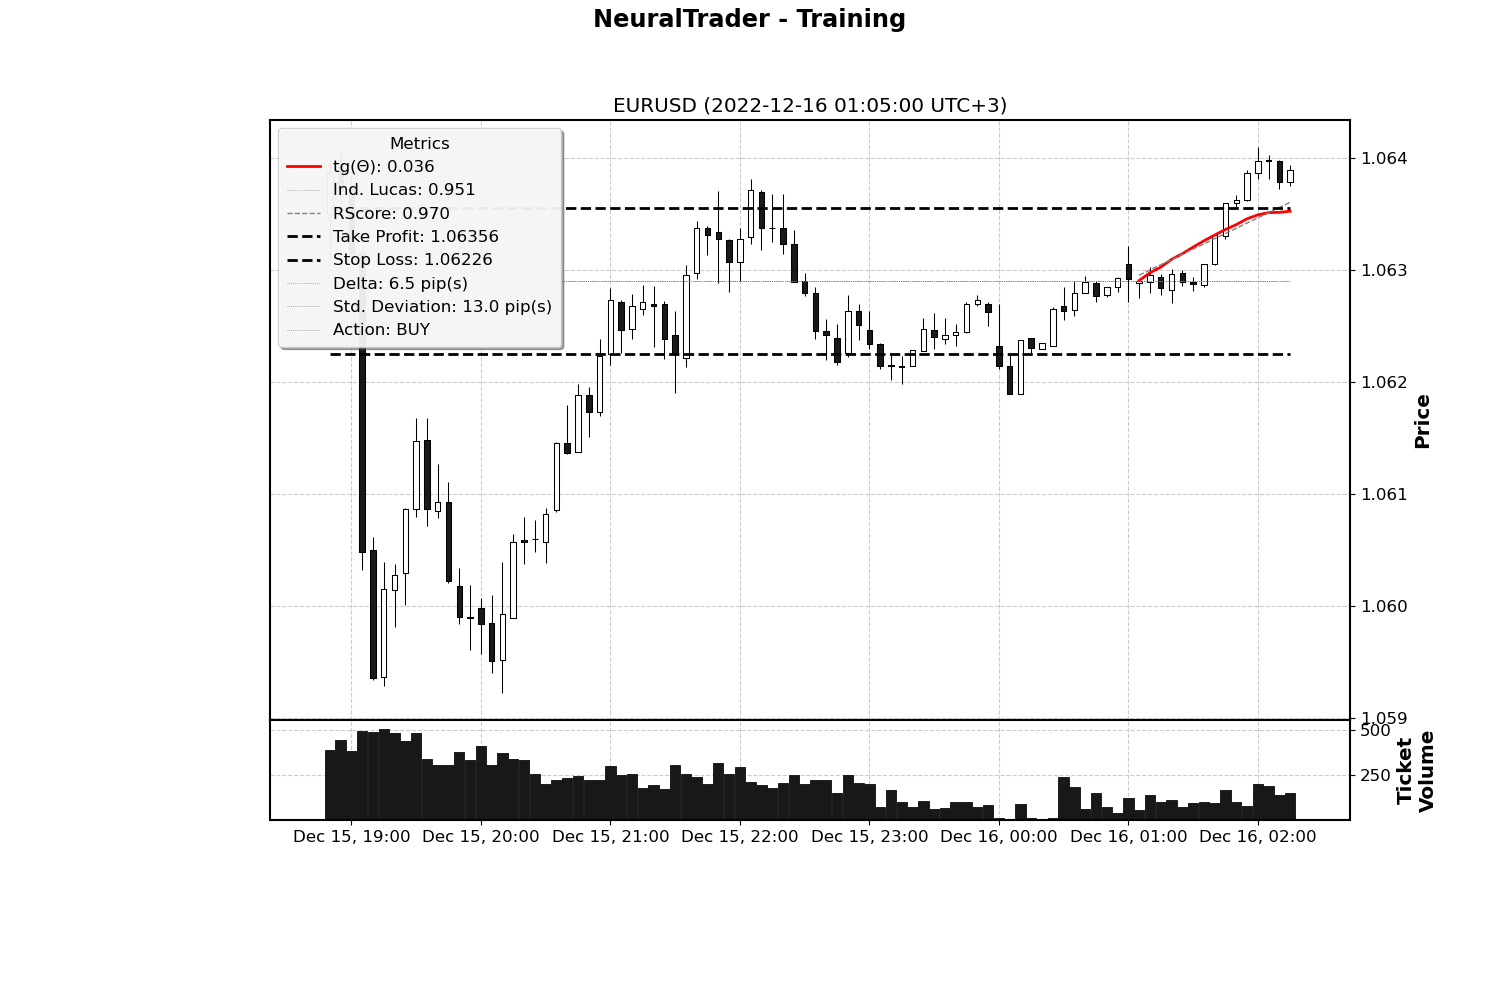 NeuralTrader - Training
EURUSD (2022-12-16 01:05:00 UTC+3)
Metrics
tg(Θ): 0.036
Ind. Lucas: 0.951
RScore: 0.970
Take Profit: 1.06356
Stop Loss: 1.06226
Delta: 6.5 pip(s)
Std. Deviation: 13.0 pip(s)
Action: BUY
1.064
1.063
1.062
1.061
1.060
1.059
Price
500
250
Ticket
Volume
Dec 15, 19:00
Dec 15, 20:00
Dec 15, 21:00
Dec 15, 22:00
Dec 15, 23:00
Dec 16, 00:00
Dec 16, 01:00
Dec 16, 02:00